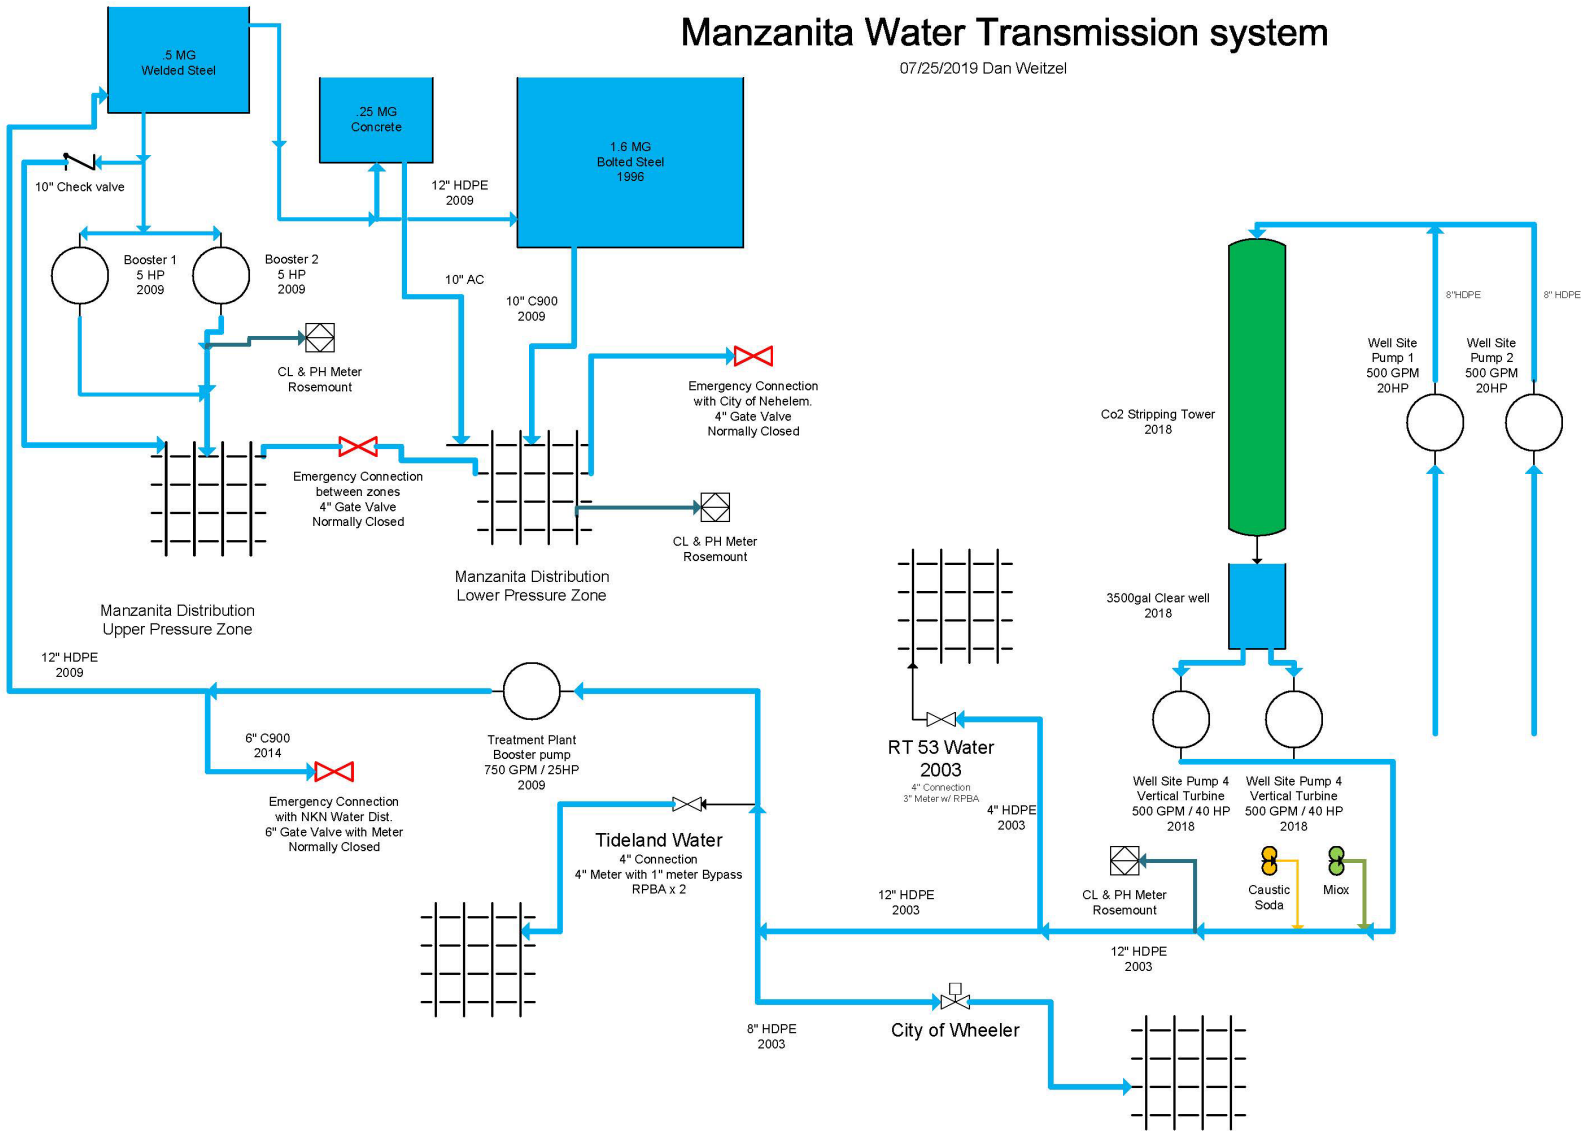 Manzanita Water Transmission system
07/25/2019 Dan Weitzel
.5 MG
Welded Steel
.25 MG
Concrete
1.6 MG
Bolted Steel
1996
10" Check valve
12" HDPE
2009
Booster 1
5 HP
2009
Booster 2
5 HP
2009
10" AC
10" C900
2009
CL & PH Meter
Rosemount
Emergency Connection
with City of Nehelem.
4" Gate Valve
Normally Closed
Emergency Connection
between zones
4" Gate Valve
Normally Closed
CL & PH Meter
Rosemount
Manzanita Distribution
Lower Pressure Zone
Manzanita Distribution
Upper Pressure Zone
8"HDPE
8" HDPE
Well Site
Pump 1
500 GPM
20HP
Well Site
Pump 2
500 GPM
20HP
Co2 Stripping Tower
2018
3500gal Clear well
2018
12" HDPE
2009
6" C900
2014
Emergency Connection
with NKN Water Dist.
6" Gate Valve with Meter
Normally Closed
Treatment Plant
Booster pump
750 GPM / 25HP
2009
RT 53 Water
2003
4" Connection
3" Meter w/ RPBA
4" HDPE
2003
Well Site Pump 4
Vertical Turbine
500 GPM / 40 HP
2018
Well Site Pump 4
Vertical Turbine
500 GPM / 40 HP
2018
Tideland Water
4" Connection
4" Meter with 1" meter Bypass
RPBA x 2
CL & PH Meter
Rosemount
Caustic
Soda
Miox
12" HDPE
2003
12" HDPE
2003
8" HDPE
2003
City of Wheeler